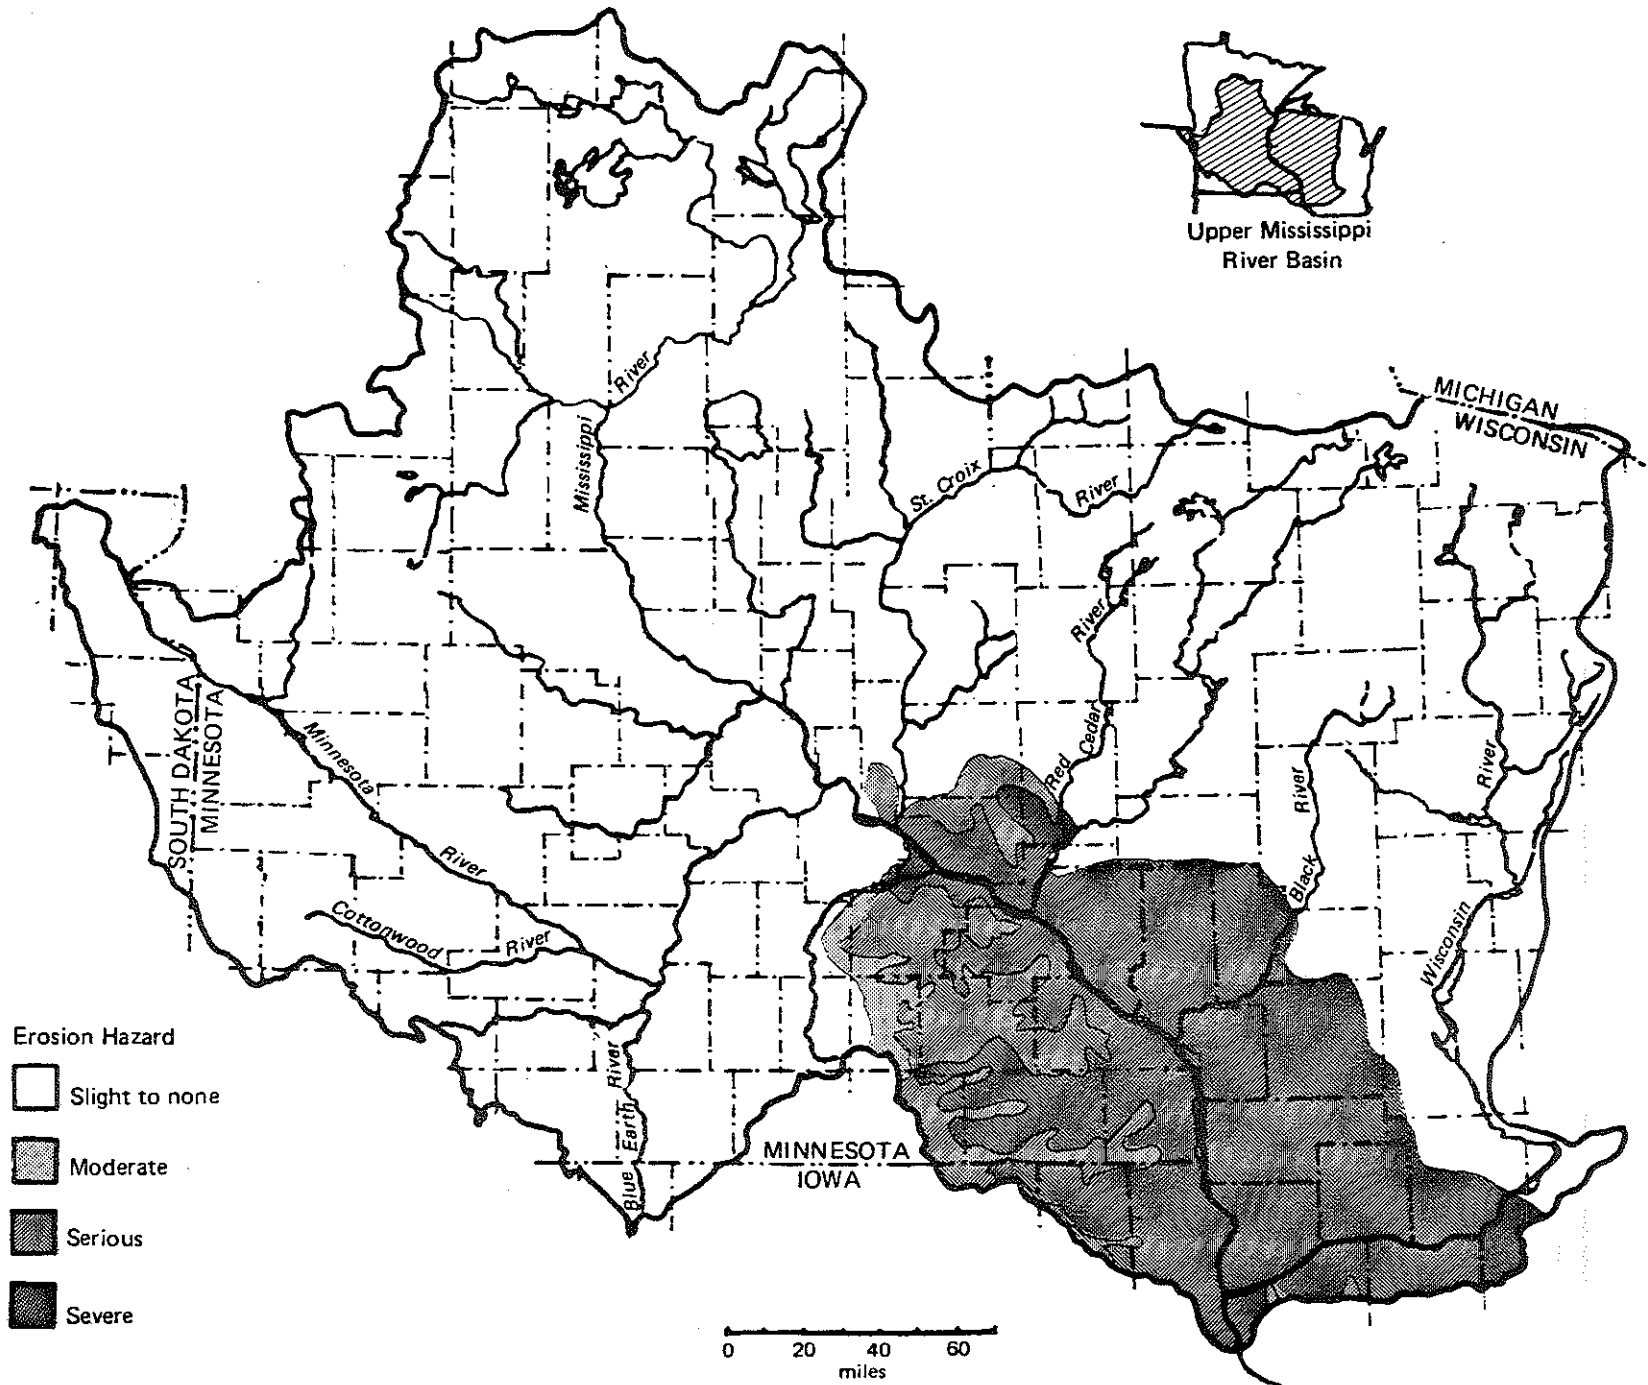 Upper Mississippi
River Basin
MICHIGAN
WISCONSIN
River
Mississippi
St. Croix
River
River
Red Cedar
SOUTH DAKOTA
MINNESOTA
Minnesota
River
Cottonwood
River
River
Black
River
Wisconsin
Blue Earth
River
MINNESOTA
IOWA
Erosion Hazard
Slight to none
Moderate
Serious
Severe
0 20 40 60
miles